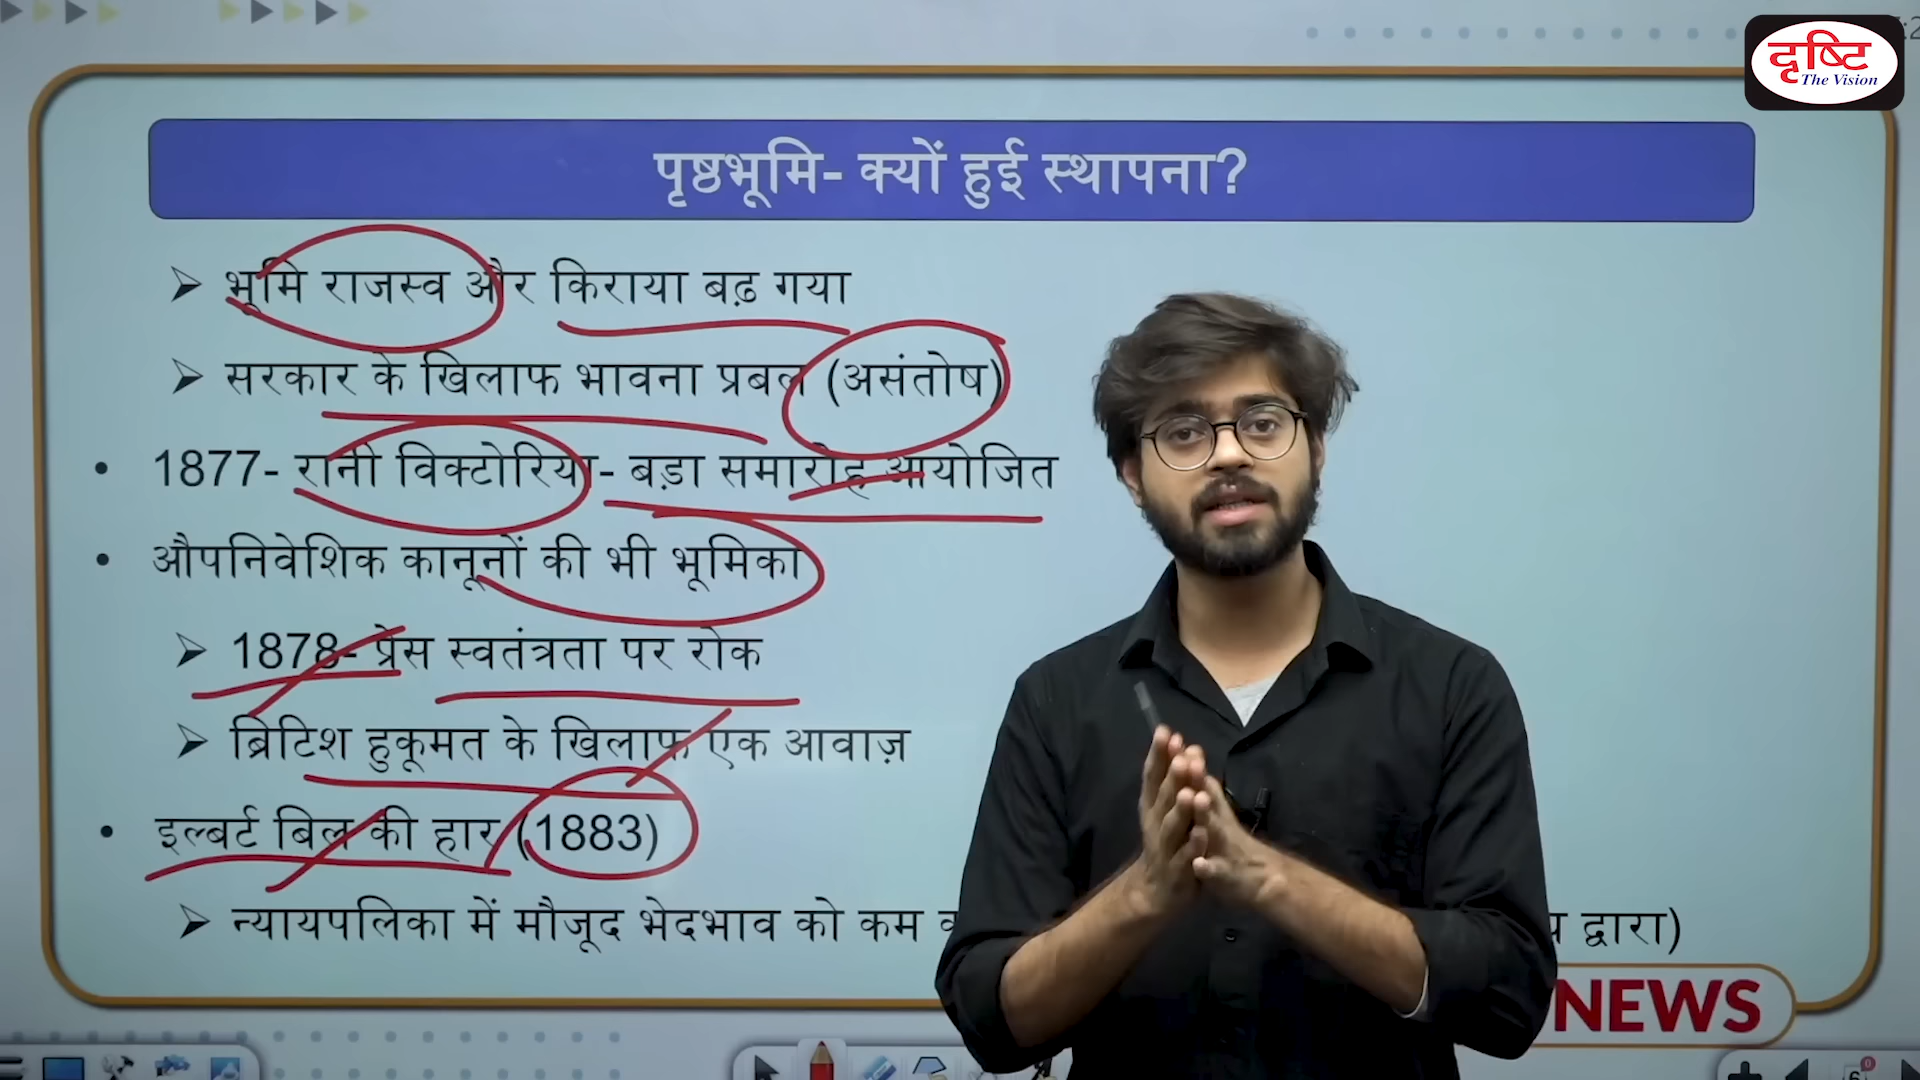 दृष्टि
The Vision
पृष्ठभूमि- क्यों हुई स्थापना?
➢ भूमि राजस्व और किराया बढ़ गया
➢ सरकार के खिलाफ भावना प्रबल (असंतोष)
• 1877- रानी विक्टोरिया- बड़ा समारोह आयोजित
• औपनिवेशिक कानूनों की भी भूमिका
➢ 1878- प्रेस स्वतंत्रता पर रोक
➢ ब्रिटिश हुकूमत के खिलाफ एक आवाज़
• इल्बर्ट बिल की हार (1883)
➢ न्यायपलिका में मौजूद भेदभाव को कम द्वारा)
NEWS